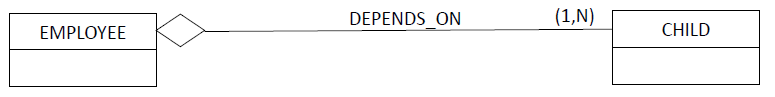 EMPLOYEE
DEPENDS_ON
(1,N)
CHILD